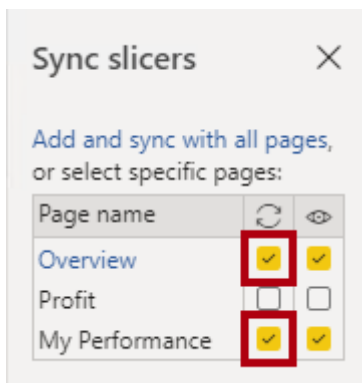 Sync slicers
Add and sync with all pages,
or select specific pages:
Page name
Overview
Profit
My Performance